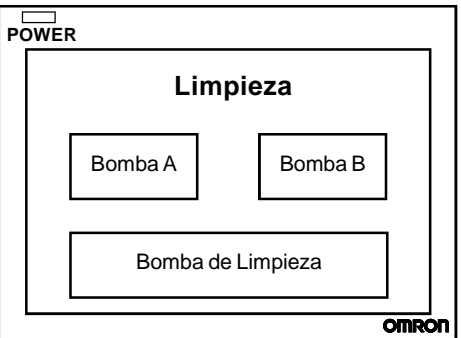 POWER
Limpieza
Bomba A
Bomba B
Bomba de Limpieza
omron